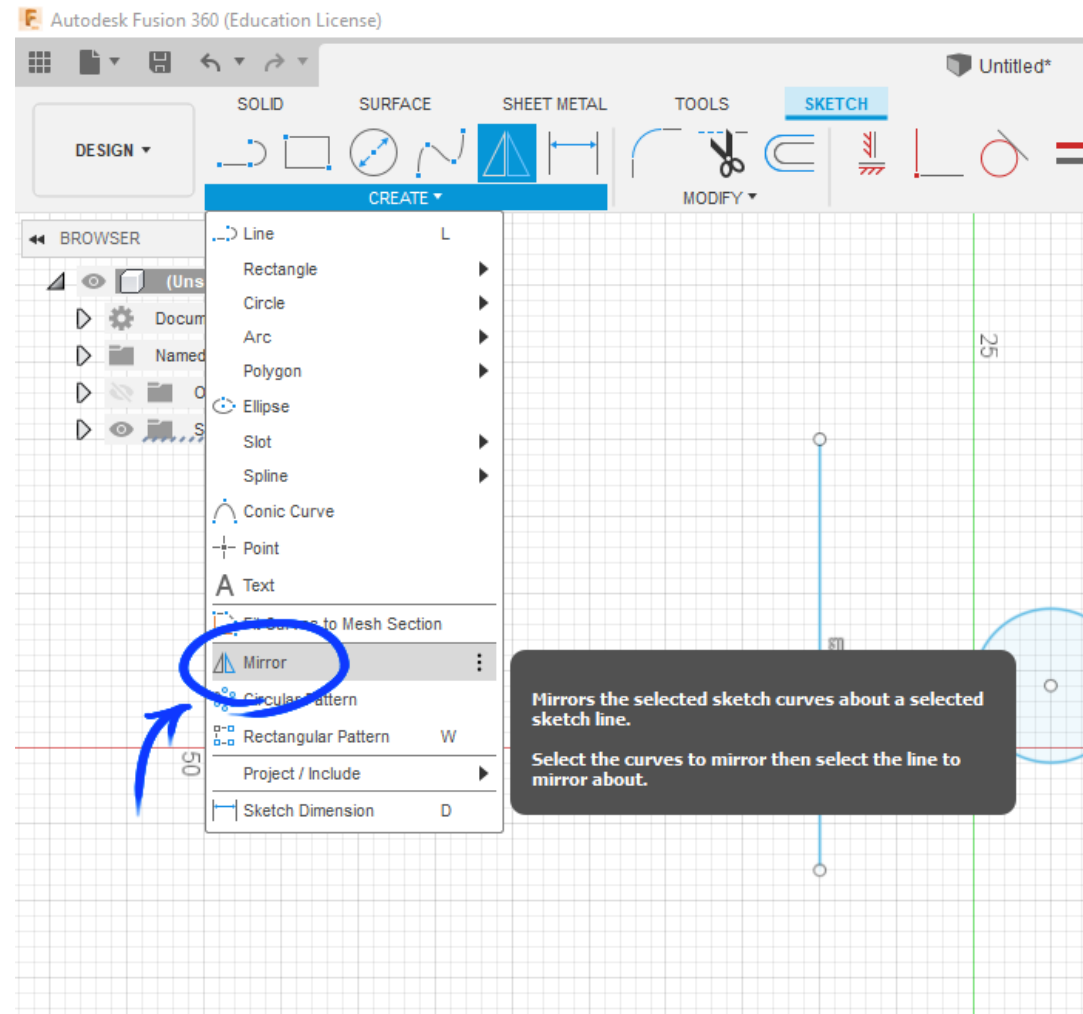 Autodesk Fusion 360 (Education License)
Untitled*
SOLID SURFACE SHEET METAL TOOLS SKETCH
DESIGN
CREATE MODIFY
BROWSER
(Uns
Docum
Named
O
S
Line L
Rectangle
Circle
Arc
Polygon
Ellipse
Slot
Spline
Conic Curve
Point
Text
Fit Curves to Mesh Section
Mirror
Circular Pattern
Rectangular Pattern W
Project / Include
Sketch Dimension D
25
50
Mirrors the selected sketch curves about a selected
sketch line.
Select the curves to mirror then select the line to
mirror about.